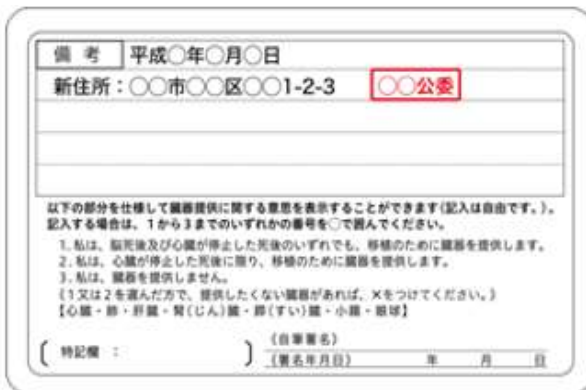 備考 平成○年○月○日
新住所：○○市○○区○○1-2-3 ○○公委
以下の部分を仕様して臓器提供に関する意思を表示することができます(記入は自由です。)。
記入する場合は、1から3までのいずれかの番号を○で囲んでください。
1. 私は、脳死後及び心臓が停止した死後のいずれでも、移植のために臓器を提供します。
2. 私は、心臓が停止した死後に限り、移植のために臓器を提供します。
3. 私は、臓器を提供しません。
《1又は2を選んだ方で、提供したくない臓器があれば、×をつけてください。》
【心臓・肺・肝臓・腎(じん)臓・膵(すい)臓・小腸・眼球】
〔特記欄：　〕
《自筆署名》
《署名年月日》 年 月 日